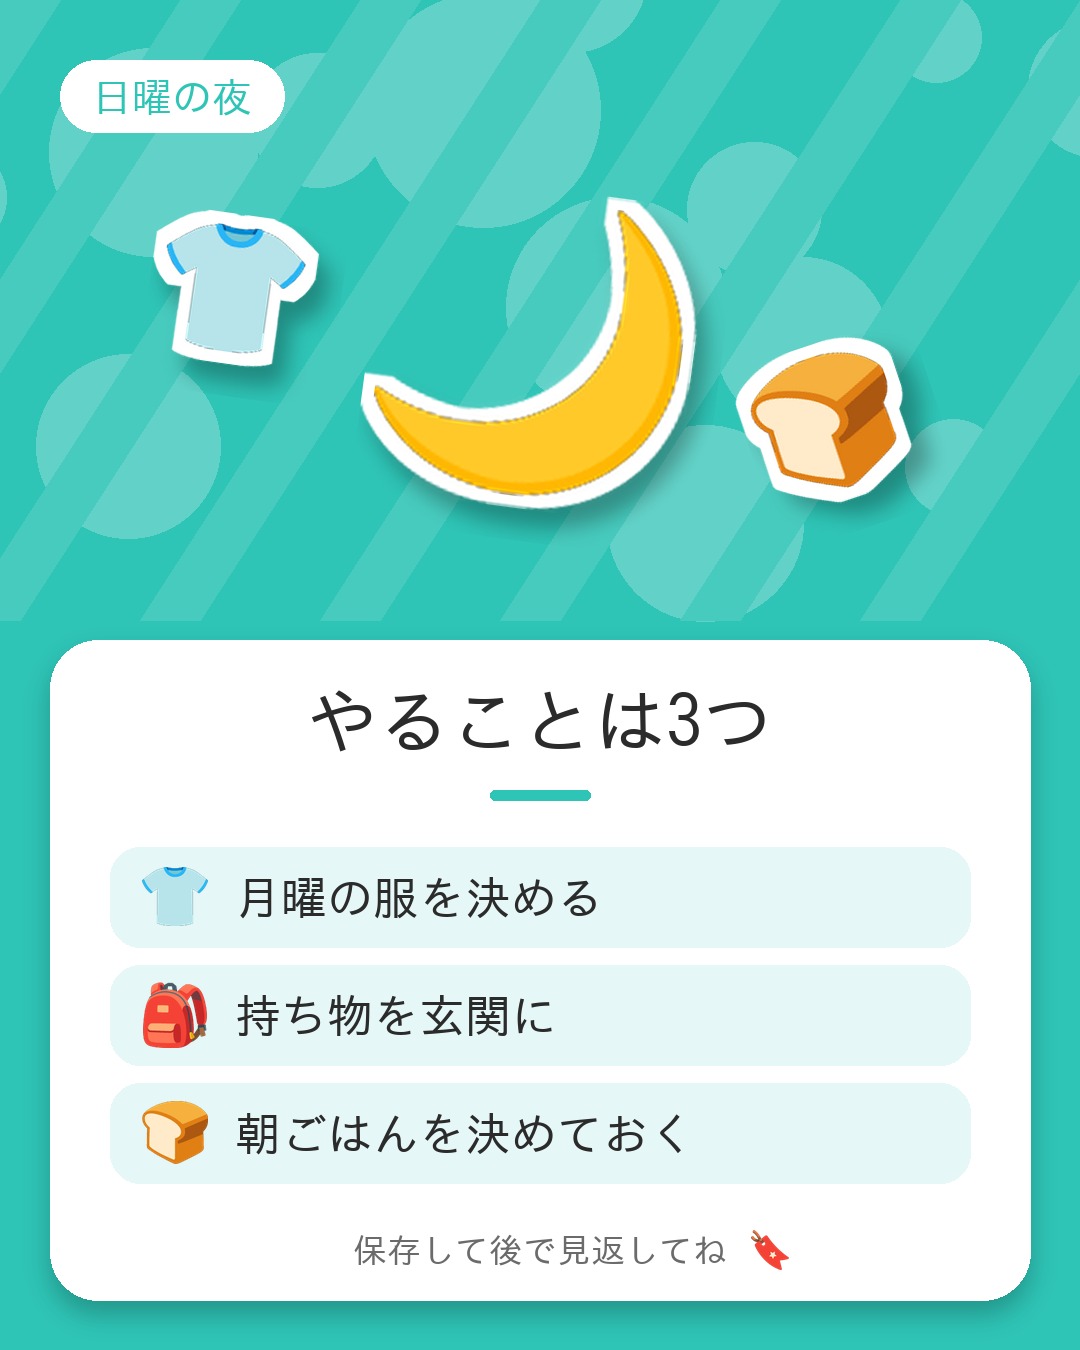 日曜の夜
やることは3つ
月曜の服を決める
持ち物を玄関に
朝ごはんを決めておく
保存して後で見返してね